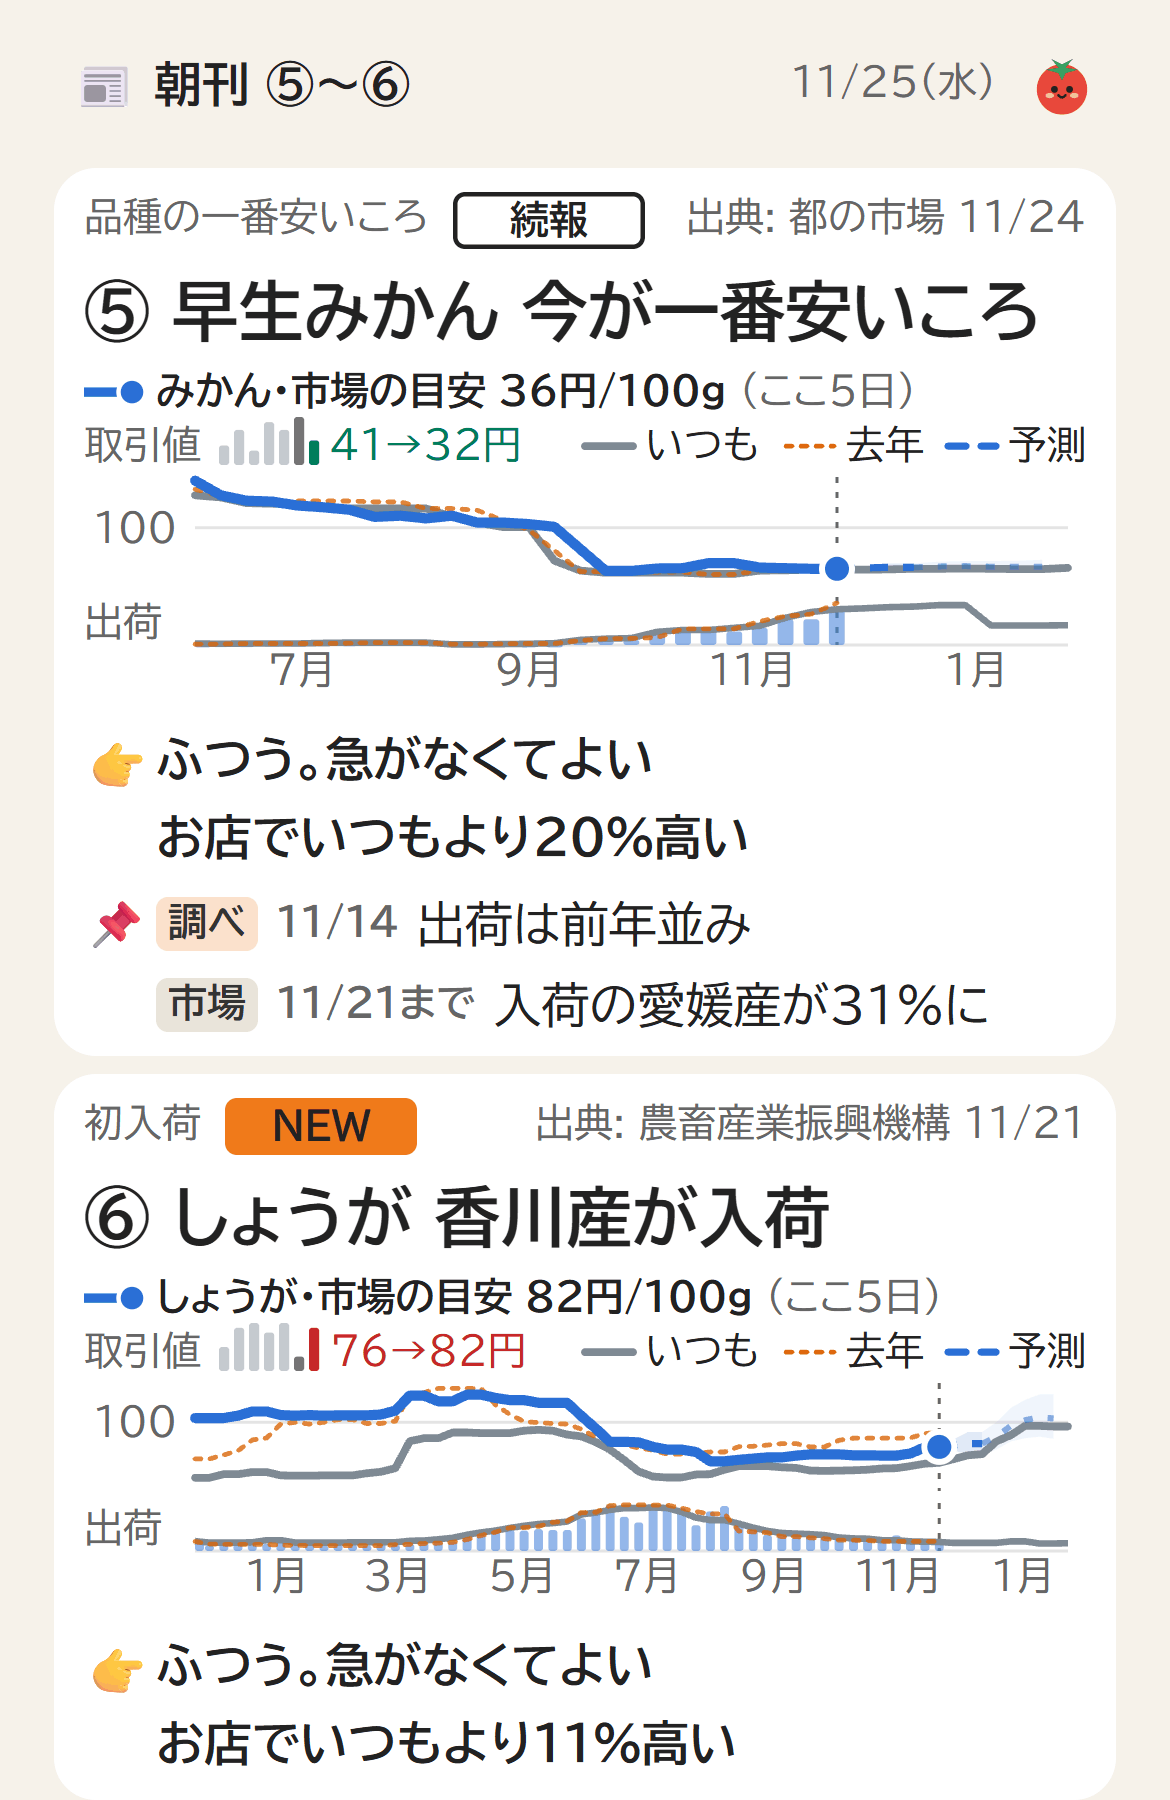 朝刊 ⑤〜⑥ 11/25(水)
品種の一番安いころ 続報 出典: 都の市場 11/24
⑤ 早生みかん 今が一番安いころ
みかん・市場の目安 36円/100g (ここ5日)
取引値 41→32円 いつも 去年 予測
100
出荷
7月 9月 11月 1月
ふつう。急がなくてよい
お店でいつもより20%高い
調べ 11/14 出荷は前年並み
市場 11/21まで 入荷の愛媛産が31%に
初入荷 NEW 出典: 農畜産業振興機構 11/21
⑥ しょうが 香川産が入荷
しょうが・市場の目安 82円/100g (ここ5日)
取引値 76→82円 いつも 去年 予測
100
出荷
1月 3月 5月 7月 9月 11月 1月
ふつう。急がなくてよい
お店でいつもより11%高い